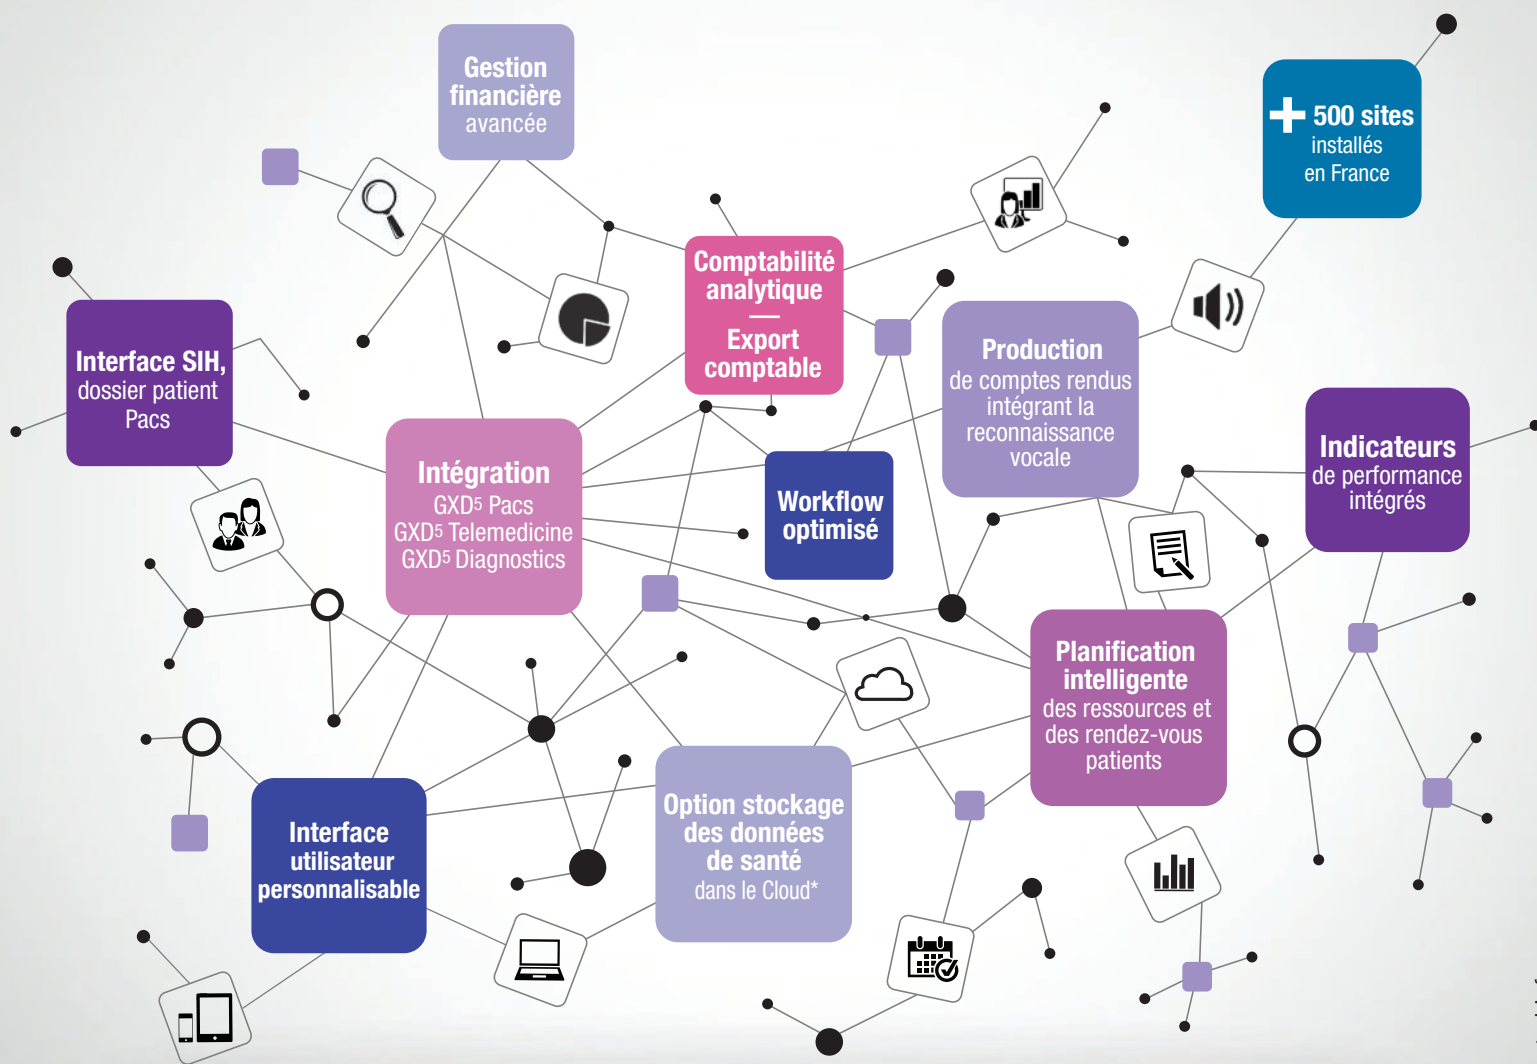 Gestion
financière
avancée
+ 500 sites
installés
en France
Comptabilité
analytique
—
Export
comptable
Interface SIH,
dossier patient
Pacs
Production
de comptes rendus
intégrant la
reconnaissance
vocale
Intégration
GXD5 Pacs
GXD5 Telemedicine
GXD5 Diagnostics
Workflow
optimisé
Indicateurs
de performance
intégrés
Planification
intelligente
des ressources et
des rendez-vous
patients
Interface
utilisateur
personnalisable
Option stockage
des données
de santé
dans le Cloud*